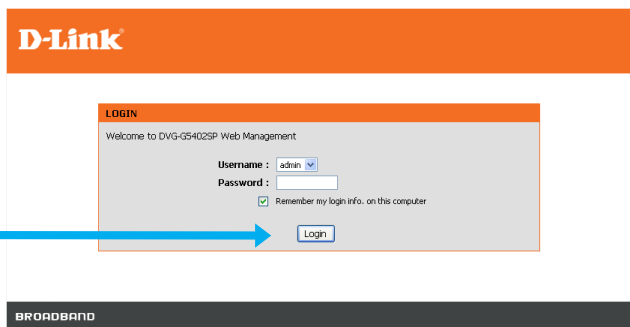 D-Link
LOGIN
Welcome to DVG-G5402SP Web Management
Username : admin
Password :
Remember my login info. on this computer
Login
BROADBAND